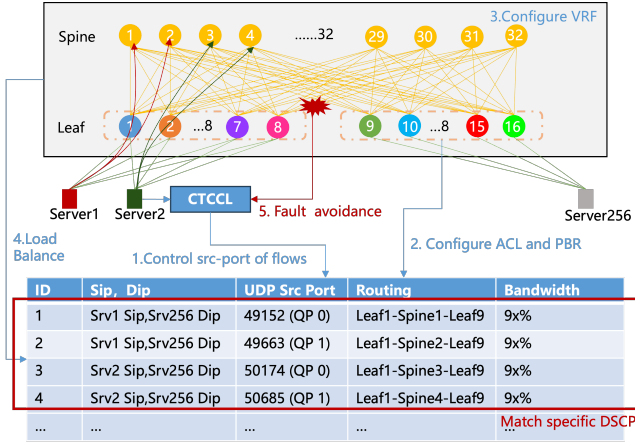 3.Configure VRF
Spine 1 2 3 4 ......32 29 30 31 32
Leaf 1 2 ...8 7 8 9 10 ...8 15 16
Server1 Server2 CTCCL Server256
5. Fault avoidance
4.Load
Balance
1.Control src-port of flows
2. Configure ACL and PBR
ID Sip, Dip UDP Src Port Routing Bandwidth
1 Srv1 Sip,Srv256 Dip 49152 (QP 0) Leaf1-Spine1-Leaf9 9x%
2 Srv1 Sip,Srv256 Dip 49663 (QP 1) Leaf1-Spine2-Leaf9 9x%
3 Srv2 Sip,Srv256 Dip 50174 (QP 0) Leaf1-Spine3-Leaf9 9x%
4 Srv2 Sip,Srv256 Dip 50685 (QP 1) Leaf1-Spine4-Leaf9 9x%
Match specific DSCP
... ... ... ... ...